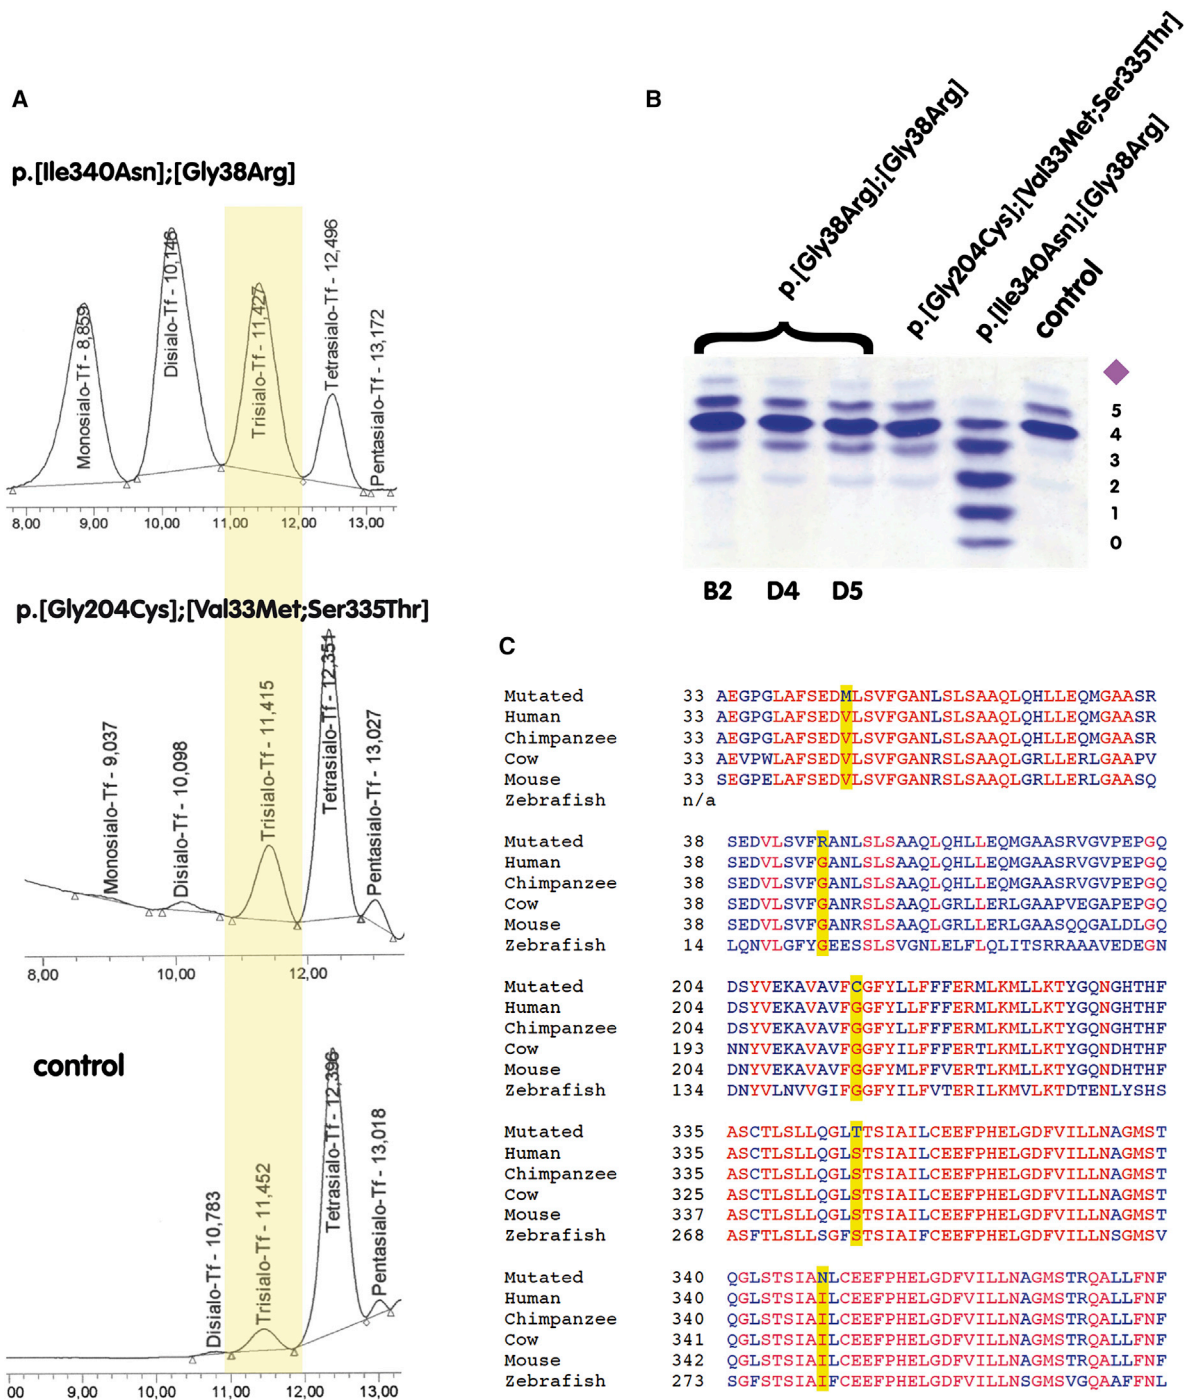 A
p.[Ile340Asn];[Gly38Arg]
Monosialo-Tf - 8,859
Disialo-Tf - 10,146
Trisialo-Tf - 11,427
Tetrasialo-Tf - 12,496
Pentasialo-Tf - 13,172
8,00 9,00 10,00 11,00 12,00 13,00
p.[Gly204Cys];[Val33Met;Ser335Thr]
Monosialo-Tf - 9,037
Disialo-Tf - 10,098
Trisialo-Tf - 11,415
Tetrasialo-Tf - 12,351
Pentasialo-Tf - 13,027
8,00 10,00 12,00
control
Disialo-Tf - 10,783
Trisialo-Tf - 11,452
Tetrasialo-Tf - 12,396
Pentasialo-Tf - 13,018
00 9,00 10,00 11,00 12,00 13,00
B
p.[Gly38Arg];[Gly38Arg]
p.[Gly204Cys];[Val33Met;Ser335Thr]
p.[Ile340Asn];[Gly38Arg]
control
5
4
3
2
1
0
B2 D4 D5
C
Mutated 33 AEGPGLAFSEDMLSVFGANLSLSAAQLQHLLEQMGAASR
Human 33 AEGPGLAFSEDVLSVFGANLSLSAAQLQHLLEQMGAASR
Chimpanzee 33 AEGPGLAFSEDVLSVFGANLSLSAAQLQHLLEQMGAASR
Cow 33 AEVPWLAFSEDVLSVFGANRSLSAAQLGRLLERLGAAPV
Mouse 33 SEGPELAFSEDVLSVFGANRSLSAAQLGRLLERLGAASQ
Zebrafish n/a
Mutated 38 SEDVLSVFRANLSLSAAQLQHLLEQMGAASRVGVPEPGQ
Human 38 SEDVLSVFGANLSLSAAQLQHLLEQMGAASRVGVPEPGQ
Chimpanzee 38 SEDVLSVFGANLSLSAAQLQHLLEQMGAASRVGVPEPGQ
Cow 38 SEDVLSVFGANRSLSAAQLGRLLERLGAAPVEGAPEPGQ
Mouse 38 SEDVLSVFGANRSLSAAQLGRLLERLGAASQQGALDLGQ
Zebrafish 14 LQNVLGFYGEESSLSVGNLELFLQLITSRRAAAVEDEGN
Mutated 204 DSYVEKAVAVFCGFYLLFFFERMLKMLLKTYGQNGHTHF
Human 204 DSYVEKAVAVFGGFYLLFFFERMLKMLLKTYGQNGHTHF
Chimpanzee 204 DSYVEKAVAVFGGFYLLFFFERMLKMLLKTYGQNGHTHF
Cow 193 NNYVEKAVAVFGGFYILFFFERTLKMLLKTYGQNDHTHF
Mouse 204 DNYVEKAVAVFGGFYMLFFVERTLKMLLKTYGQNDHTHF
Zebrafish 134 DNYVLNVVGIFGGFYILFVTERILKMVLKTDTENLYSHS
Mutated 335 ASCTLSLLQGLTTSIAILCEEFPHELGDFVILLNAGMST
Human 335 ASCTLSLLQGLSTSIAILCEEFPHELGDFVILLNAGMST
Chimpanzee 335 ASCTLSLLQGLSTSIAILCEEFPHELGDFVILLNAGMST
Cow 325 ASCTLSLLQGLSTSIAILCEEFPHELGDFVILLNAGMST
Mouse 337 ASCTLSLLQGLSTSIAILCEEFPHELGDFVILLNAGMST
Zebrafish 268 ASFTLSLLSGFSTSIAIFCEEFPHELGDFVILLNSGMSV
Mutated 340 QGLSTSIANLCEEFPHELGDFVILLNAGMSTRQALLFNF
Human 340 QGLSTSIAILCEEFPHELGDFVILLNAGMSTRQALLFNF
Chimpanzee 340 QGLSTSIAILCEEFPHELGDFVILLNAGMSTRQALLFNF
Cow 341 QGLSTSIAILCEEFPHELGDFVILLNAGMSTRQALLFNF
Mouse 342 QGLSTSIAILCEEFPHELGDFVILLNAGMSTRQALLFNF
Zebrafish 273 SGFSTSIAIFCEEFPHELGDFVILLNSGMSVGQAAFFNL